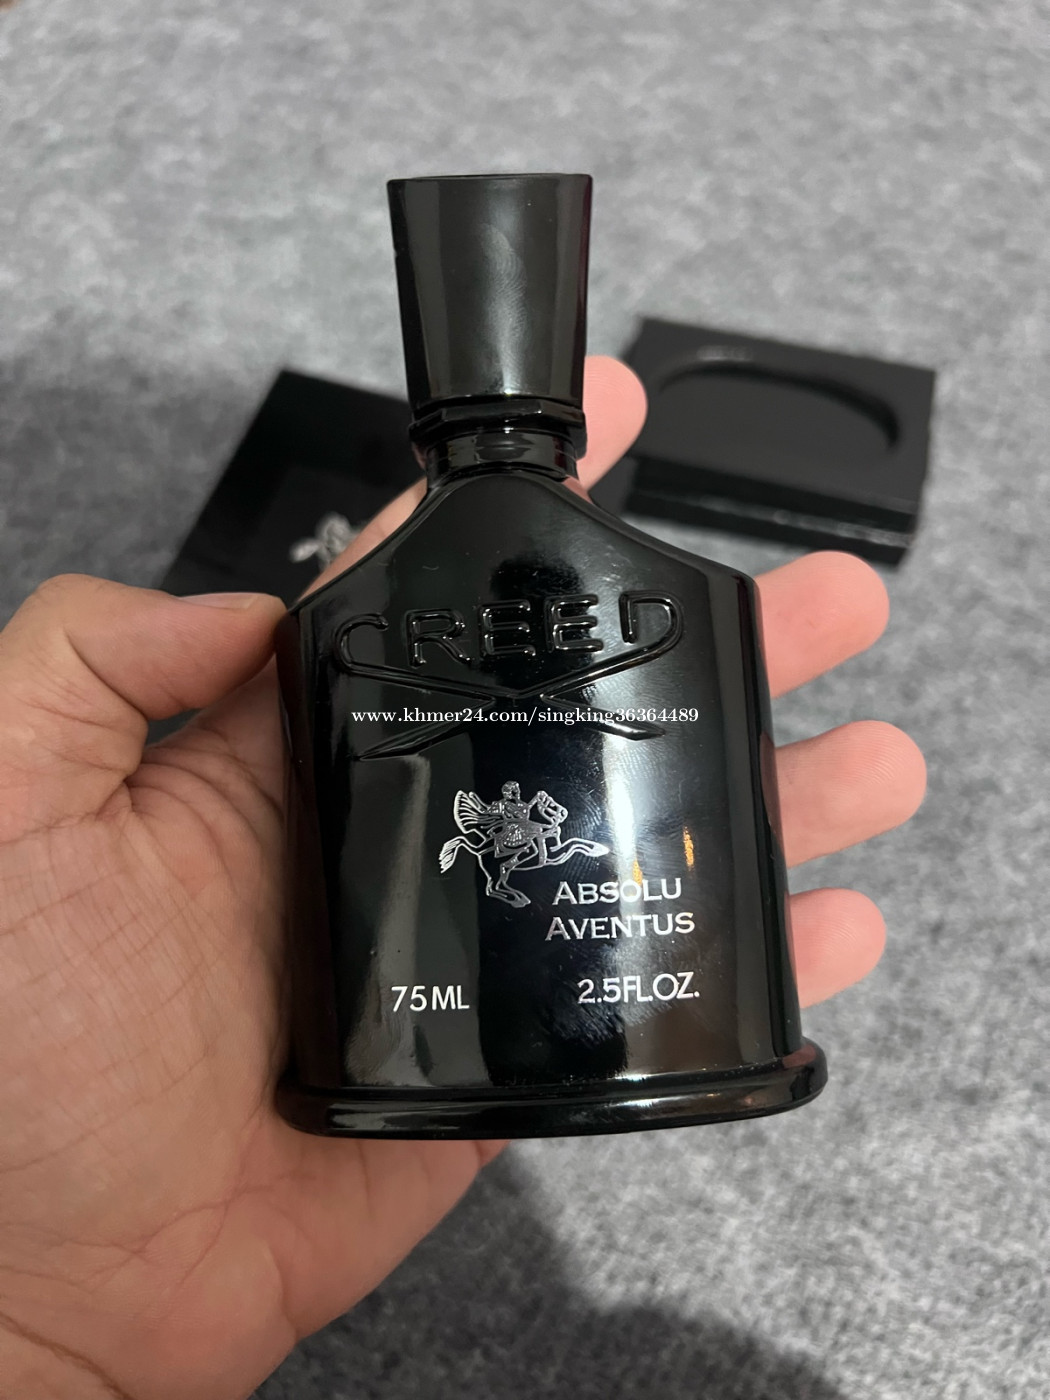 CREED
www.khmer24.com/singking36364489
ABSOLU
AVENTUS
75ML 2.5FL.OZ.